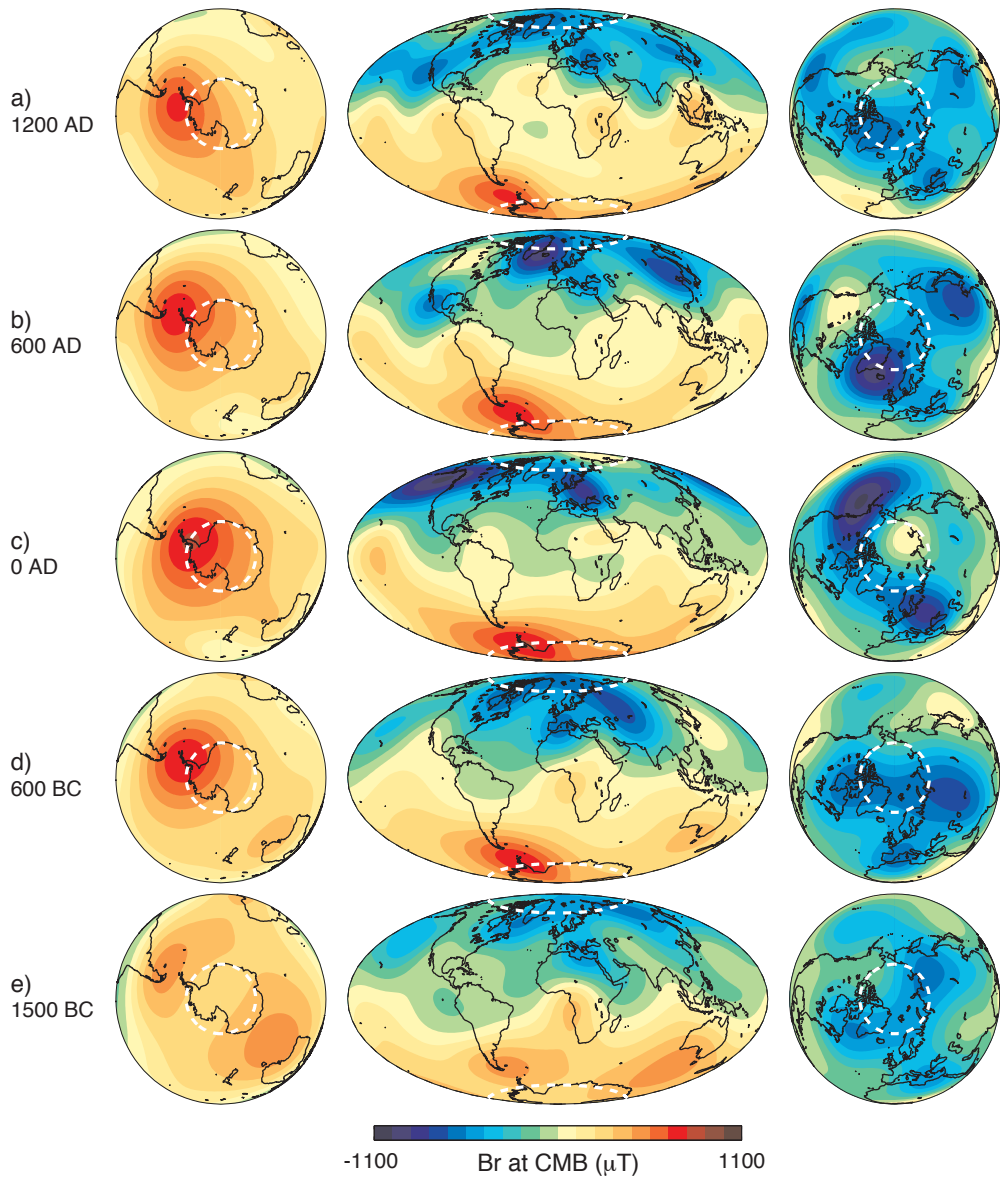 a)
1200 AD
b)
600 AD
c)
0 AD
d)
600 BC
e)
1500 BC
-1100 Br at CMB (μT) 1100